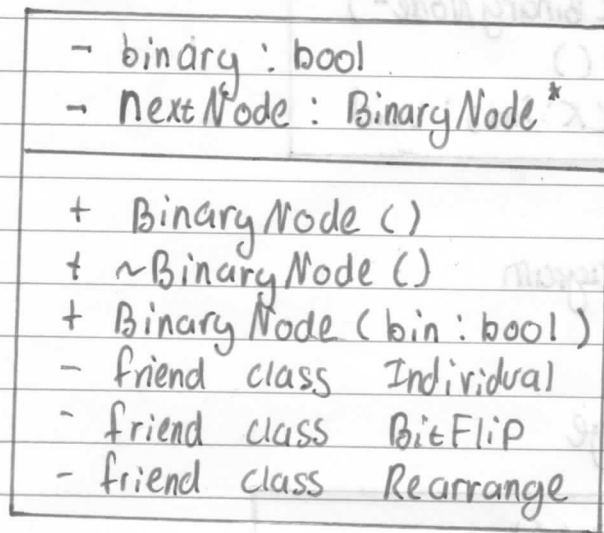 - binary : bool
- nextNode : BinaryNode*
+ BinaryNode ()
+ ~BinaryNode ()
+ BinaryNode (bin : bool)
- friend class Individual
- friend class BitFlip
- friend class Rearrange